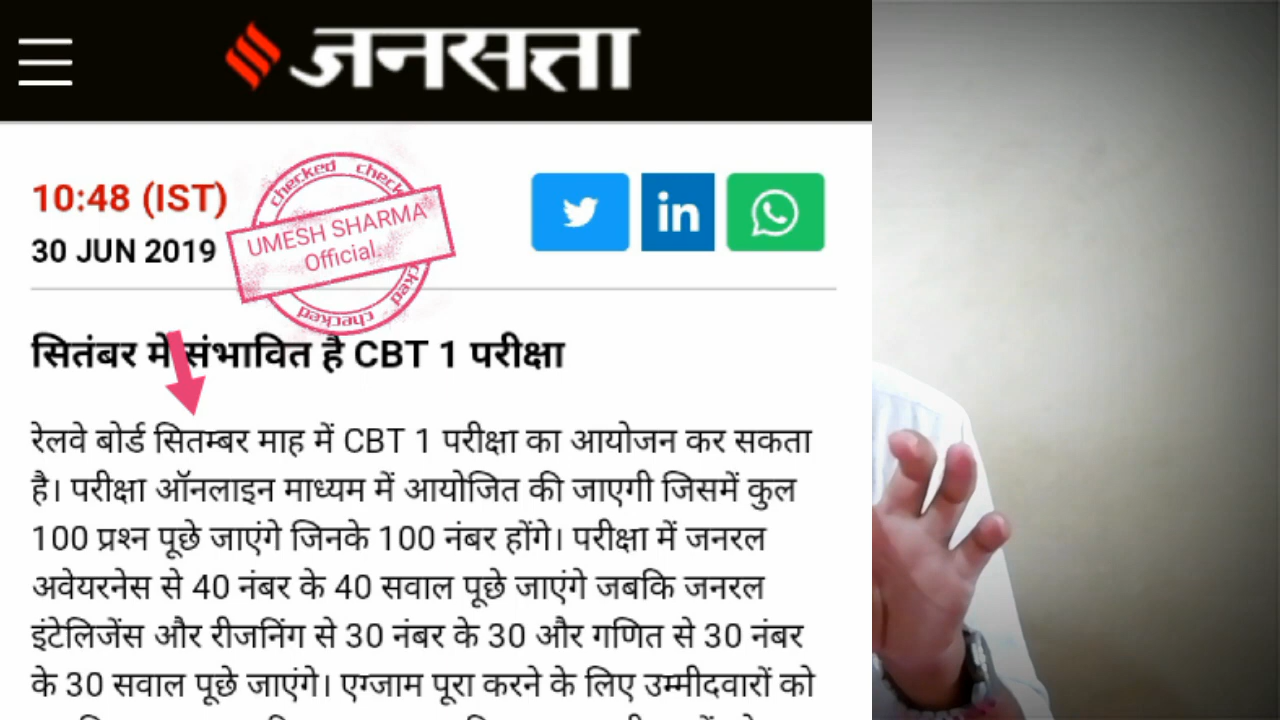 जनसत्ता
10:48 (IST)
30 JUN 2019
checked checked
UMESH SHARMA
Official.
checked
in
सितंबर में संभावित है CBT 1 परीक्षा
रेलवे बोर्ड सितम्बर माह में CBT 1 परीक्षा का आयोजन कर सकता
है। परीक्षा ऑनलाइन माध्यम में आयोजित की जाएगी जिसमें कुल
100 प्रश्न पूछे जाएंगे जिनके 100 नंबर होंगे। परीक्षा में जनरल
अवेयरनेस से 40 नंबर के 40 सवाल पूछे जाएंगे जबकि जनरल
इंटेलिजेंस और रीजनिंग से 30 नंबर के 30 और गणित से 30 नंबर
के 30 सवाल पूछे जाएंगे। एग्जाम पूरा करने के लिए उम्मीदवारों को